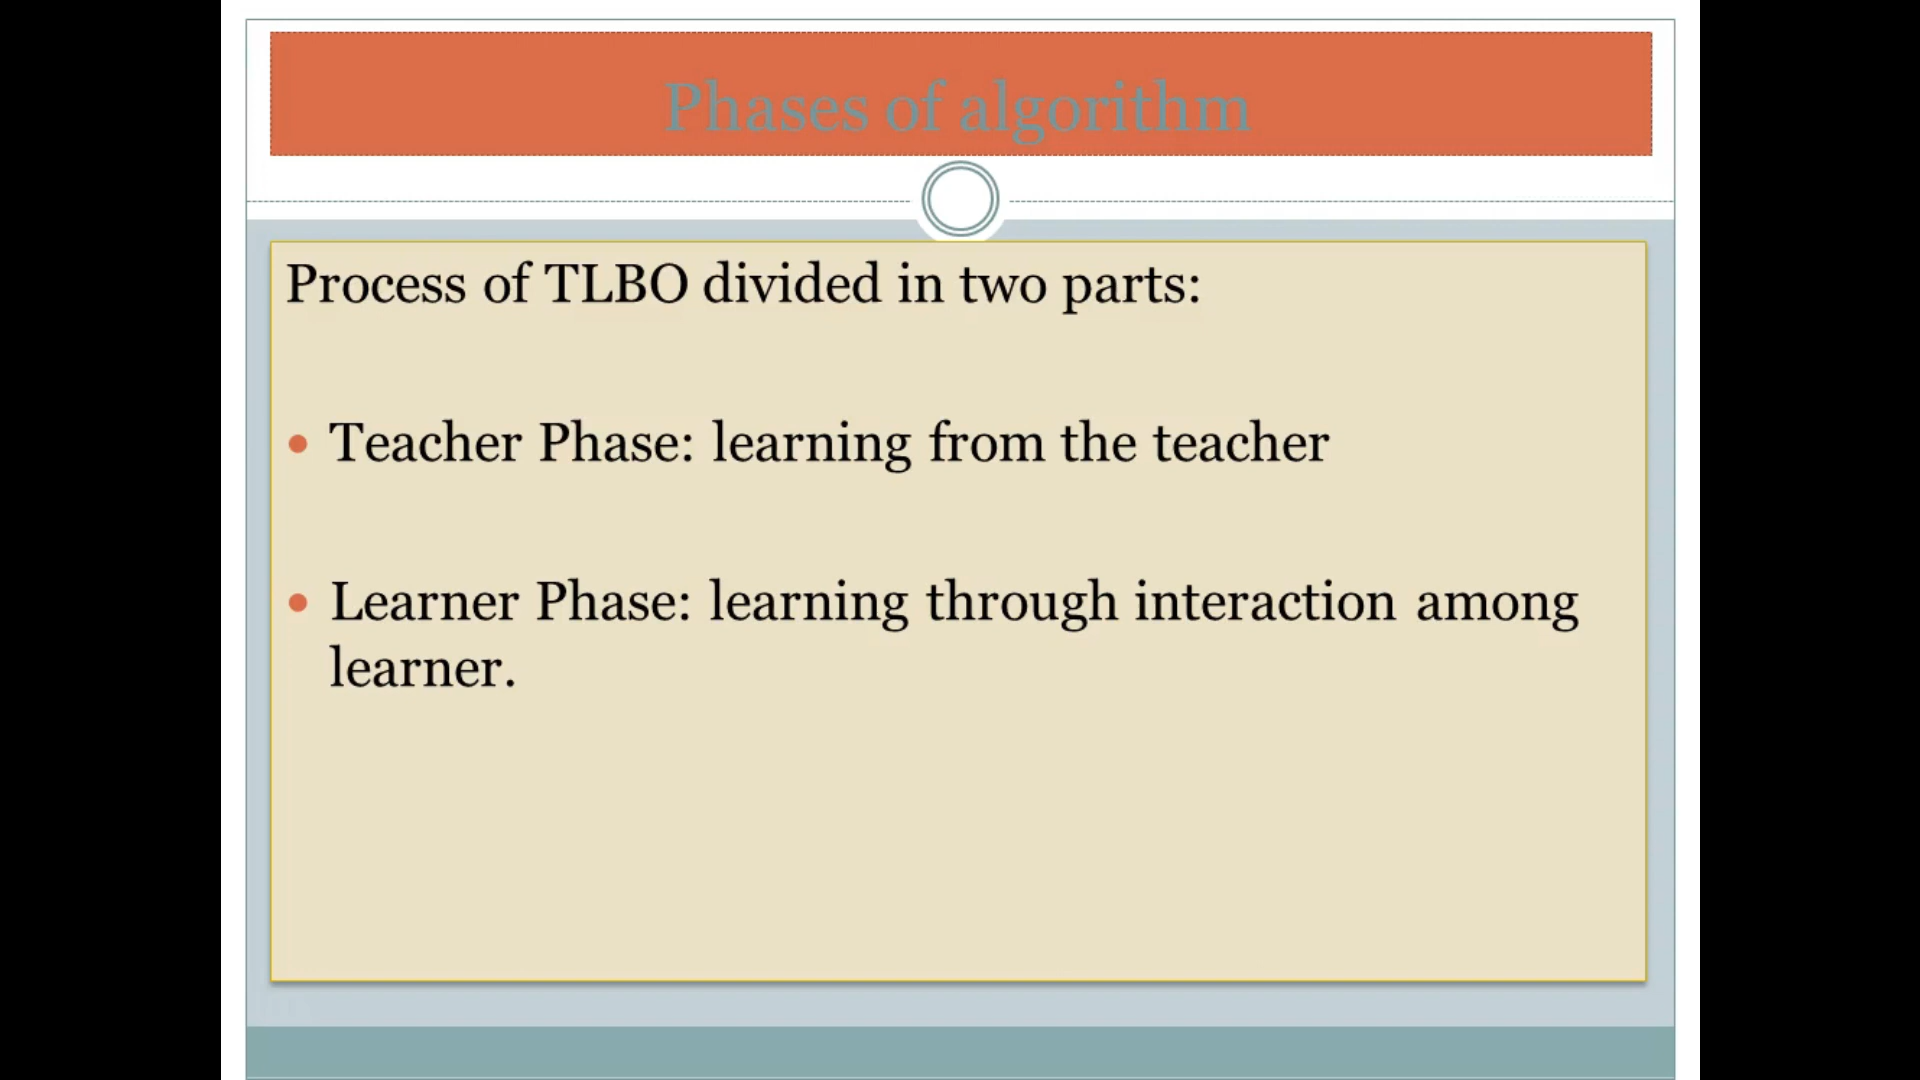 Phases of algorithm
Process of TLBO divided in two parts:
• Teacher Phase: learning from the teacher
• Learner Phase: learning through interaction among
learner.